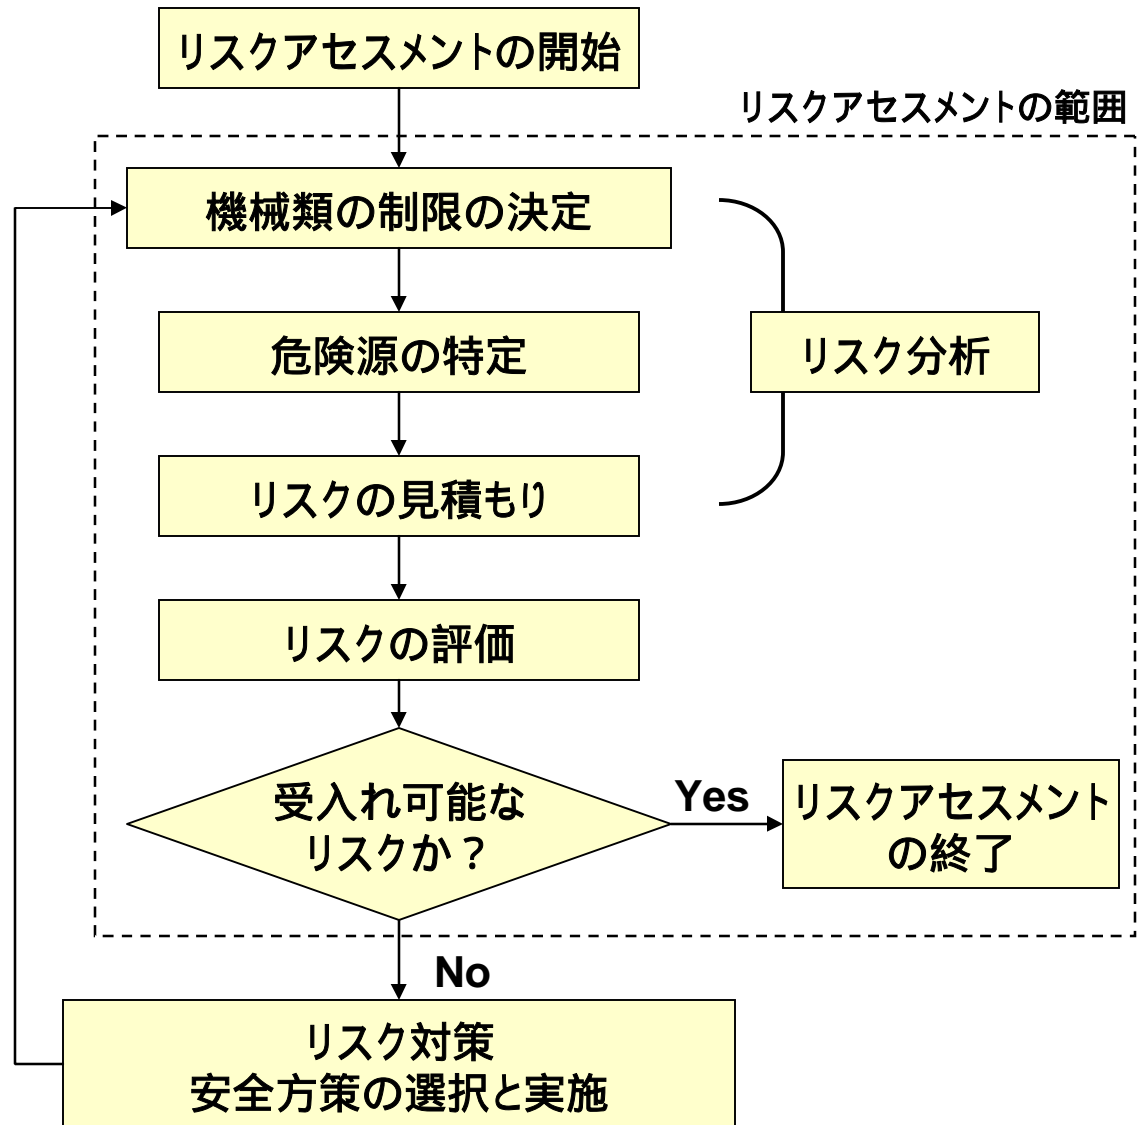 リスクアセスメントの開始
リスクアセスメントの範囲
機械類の制限の決定
危険源の特定
リスク分析
リスクの見積もり
リスクの評価
受入れ可能な
リスクか？
Yes
リスクアセスメント
の終了
No
リスク対策
安全方策の選択と実施